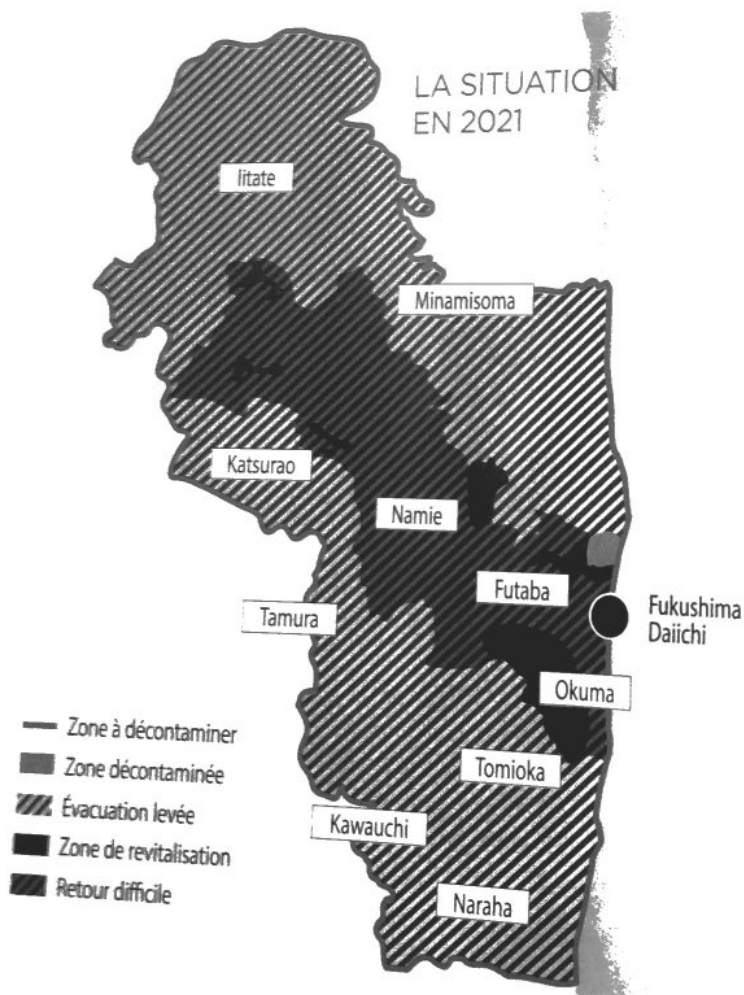 LA SITUATION
EN 2021
Iitate
Minamisoma
Katsurao
Namie
Futaba
Tamura
Fukushima
Daiichi
Okuma
Tomioka
Kawauchi
Naraha
Zone à décontaminer
Zone décontaminée
Évacuation levée
Zone de revitalisation
Retour difficile